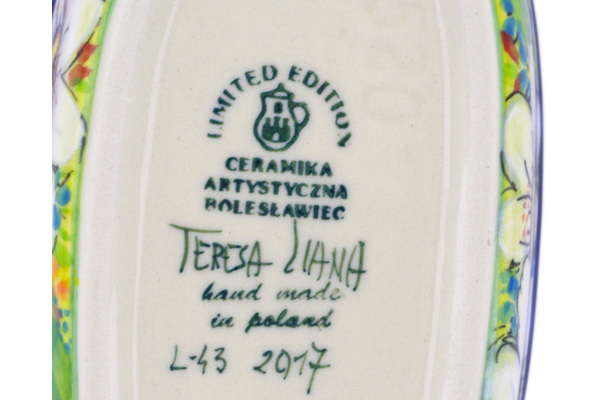 LIMITED EDITION
CERAMIKA
ARTYSTYCZNA
BOLESŁAWIEC
TERESA LIANA
hand made
in poland
L-43 2017